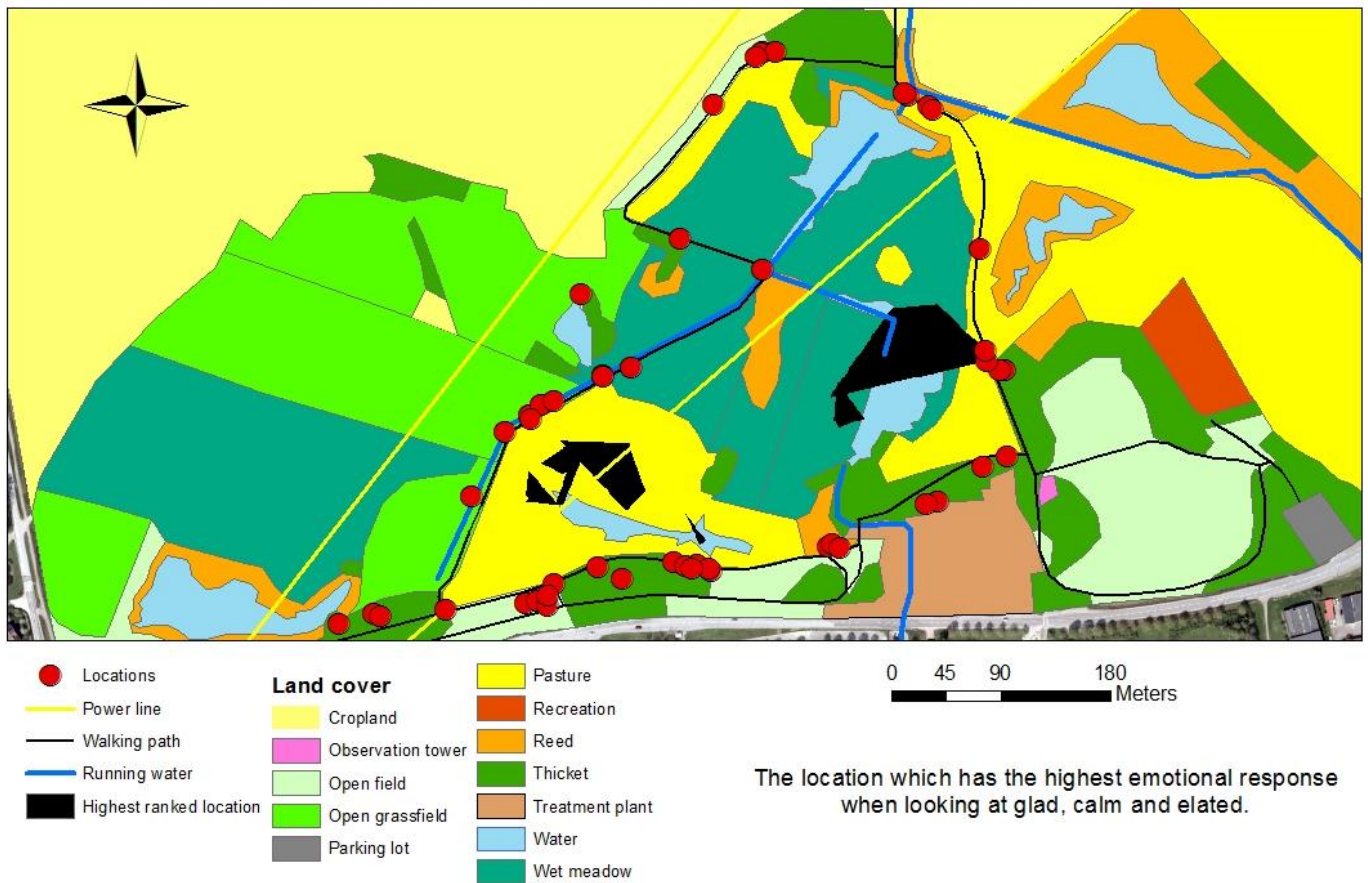 Locations
Power line
Walking path
Running water
Highest ranked location
Land cover
Cropland
Observation tower
Open field
Open grassfield
Parking lot
Pasture
Recreation
Reed
Thicket
Treatment plant
Water
Wet meadow
0 45 90 180
Meters
The location which has the highest emotional response
when looking at glad, calm and elated.